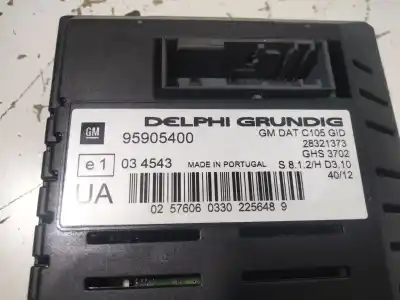 DELPHI GRUNDIG
GM
95905400
GM DAT C105 GID
28321373
GHS 3702
e1
03 4543
MADE IN PORTUGAL
S 8.1.2/H D3.10
40/12
UA
02 57606 0330 225648 9